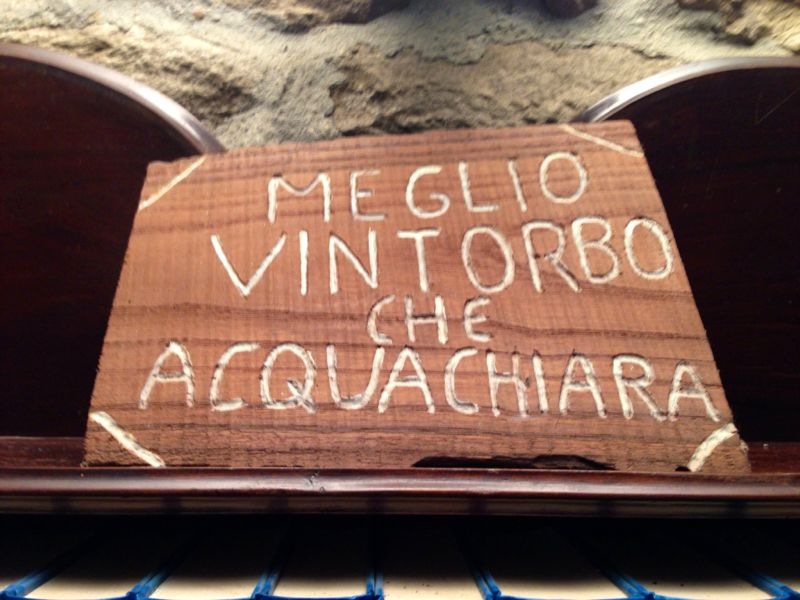 MEGLIO
VINTORBO
CHE
ACQUACHIARA